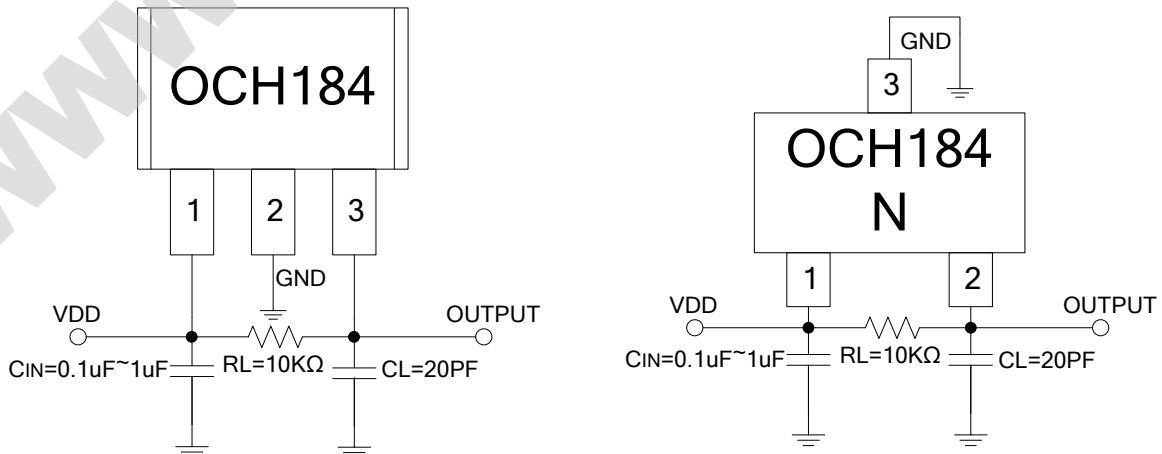 www
OCH184
1
2
3
GND
VDD
OUTPUT
CIN=0.1uF~1uF
RL=10KΩ
CL=20PF
GND
3
OCH184
N
1
2
VDD
OUTPUT
CIN=0.1uF~1uF
RL=10KΩ
CL=20PF